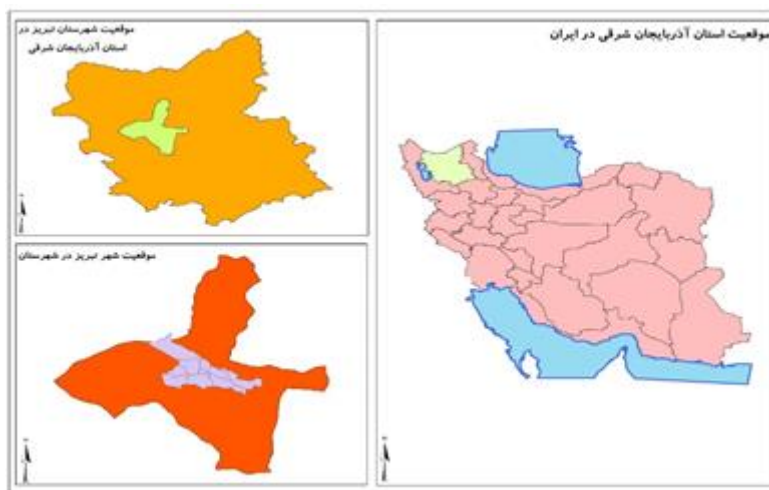 موقعیت استان آذربایجان شرقی در ایران
موقعیت شهرستان تبریز در
استان آذربایجان شرقی
موقعیت شهر تبریز در شهرستان